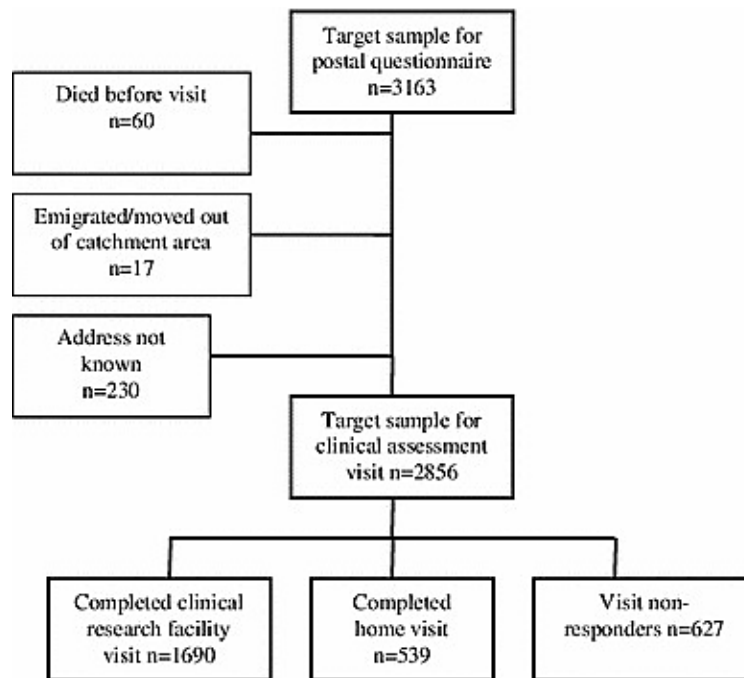 Target sample for
postal questionnaire
n=3163
Died before visit
n=60
Emigrated/moved out
of catchment area
n=17
Address not
known
n=230
Target sample for
clinical assessment
visit n=2856
Completed clinical
research facility
visit n=1690
Completed
home visit
n=539
Visit non-
responders n=627